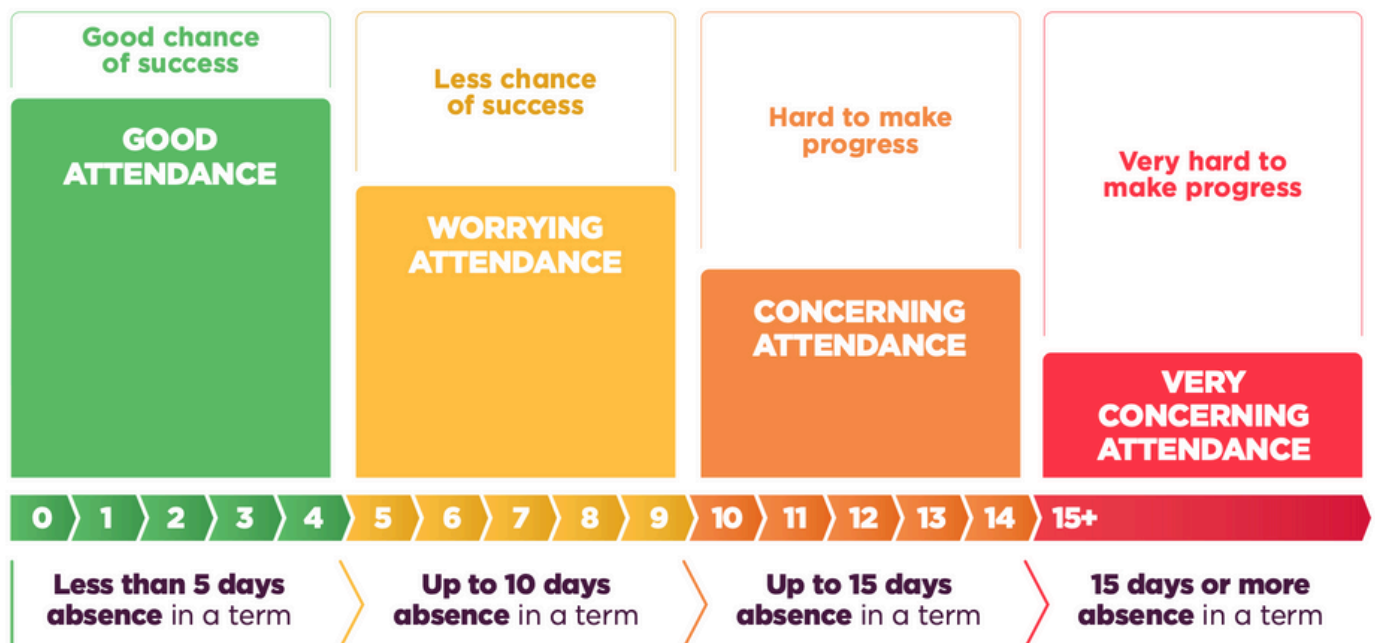 Good chance
of success
GOOD
ATTENDANCE
Less chance
of success
WORRYING
ATTENDANCE
Hard to make
progress
CONCERNING
ATTENDANCE
Very hard to
make progress
VERY
CONCERNING
ATTENDANCE
0 1 2 3 4 5 6 7 8 9 10 11 12 13 14 15+
Less than 5 days
absence in a term
Up to 10 days
absence in a term
Up to 15 days
absence in a term
15 days or more
absence in a term